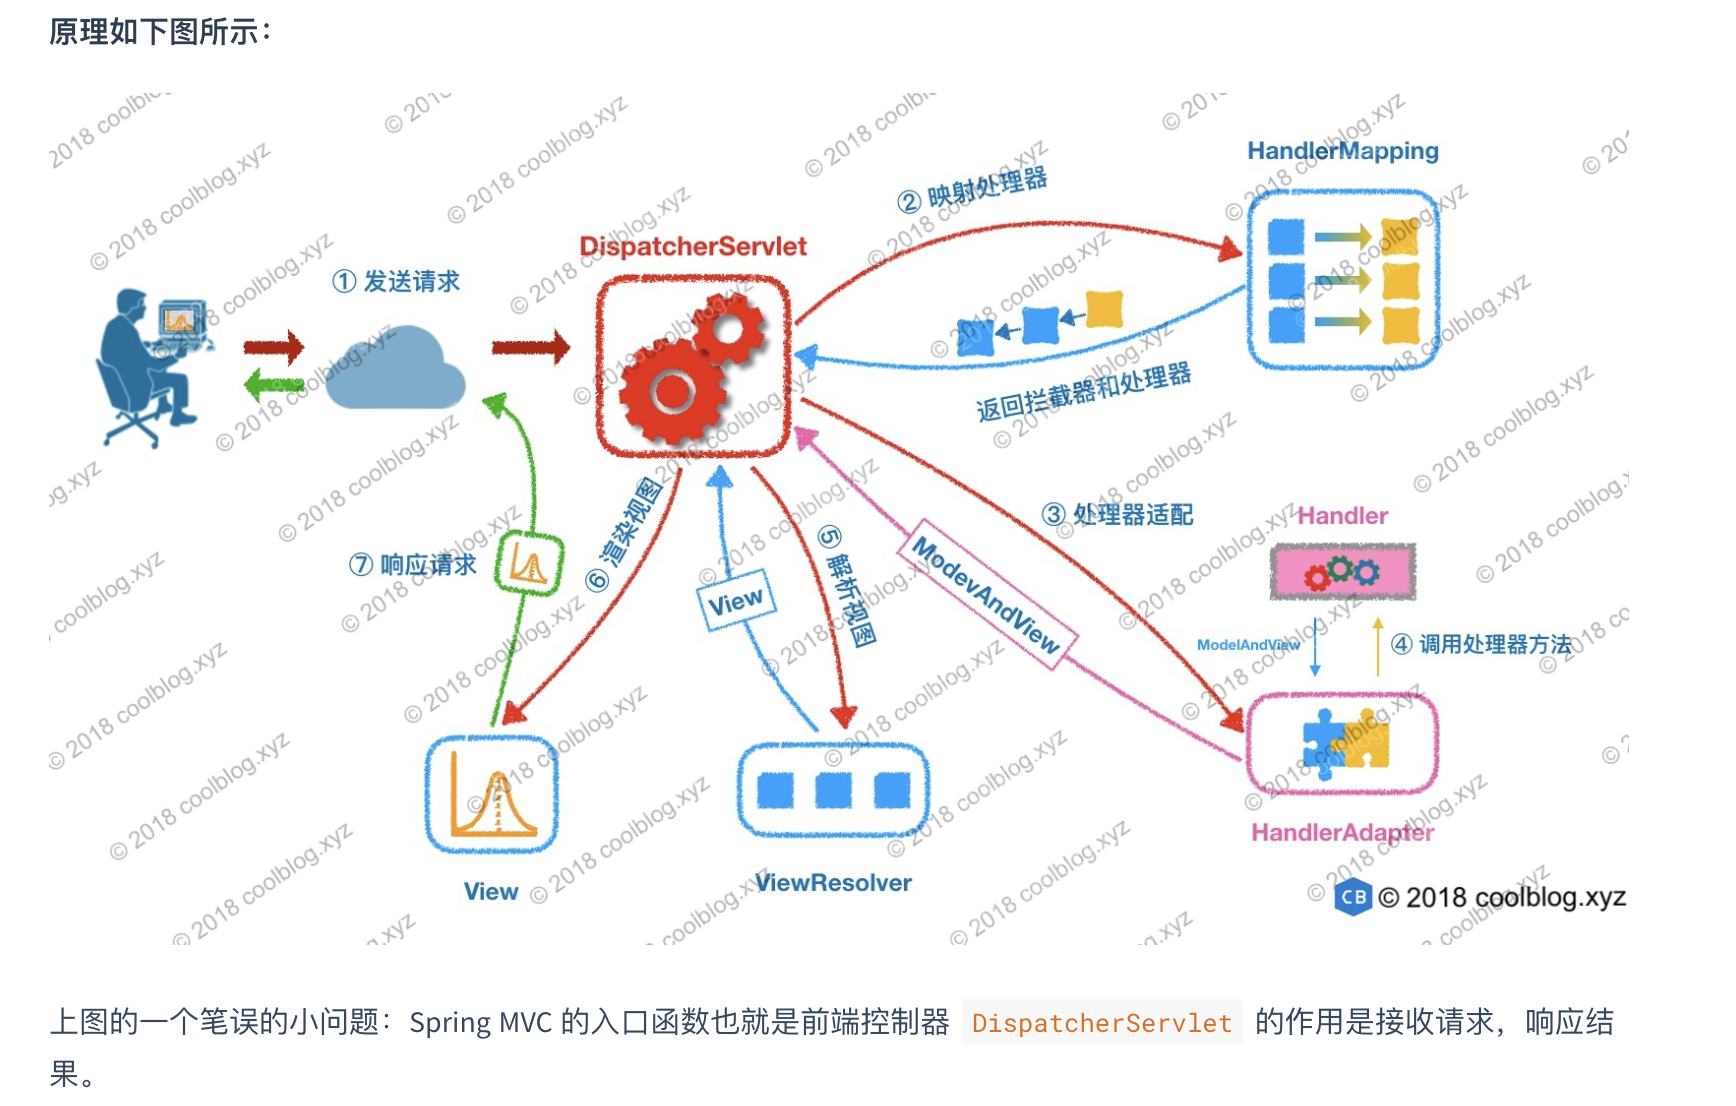 原理如下图所示：
HandlerMapping
② 映射处理器
DispatcherServlet
① 发送请求
返回拦截器和处理器
③ 处理器适配
Handler
⑦ 响应请求
⑥ 渲染视图
View
⑤ 解析视图
ModevAndView
ModelAndView
④ 调用处理器方法
HandlerAdapter
View
ViewResolver
CB © 2018 coolblog.xyz
© 2018 coolblog.xyz
上图的一个笔误的小问题：Spring MVC 的入口函数也就是前端控制器 DispatcherServlet 的作用是接收请求，响应结
果。